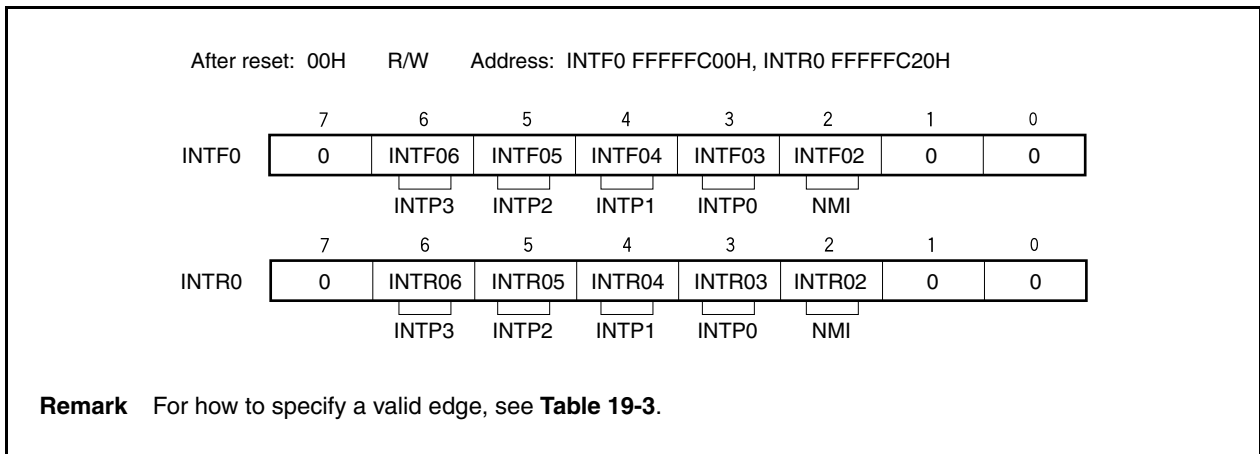 After reset: 00H R/W Address: INTF0 FFFFFC00H, INTR0 FFFFFC20H
7 6 5 4 3 2 1 0
INTF0 0 INTF06 INTF05 INTF04 INTF03 INTF02 0 0
INTP3 INTP2 INTP1 INTP0 NMI
7 6 5 4 3 2 1 0
INTR0 0 INTR06 INTR05 INTR04 INTR03 INTR02 0 0
INTP3 INTP2 INTP1 INTP0 NMI
Remark For how to specify a valid edge, see Table 19-3.